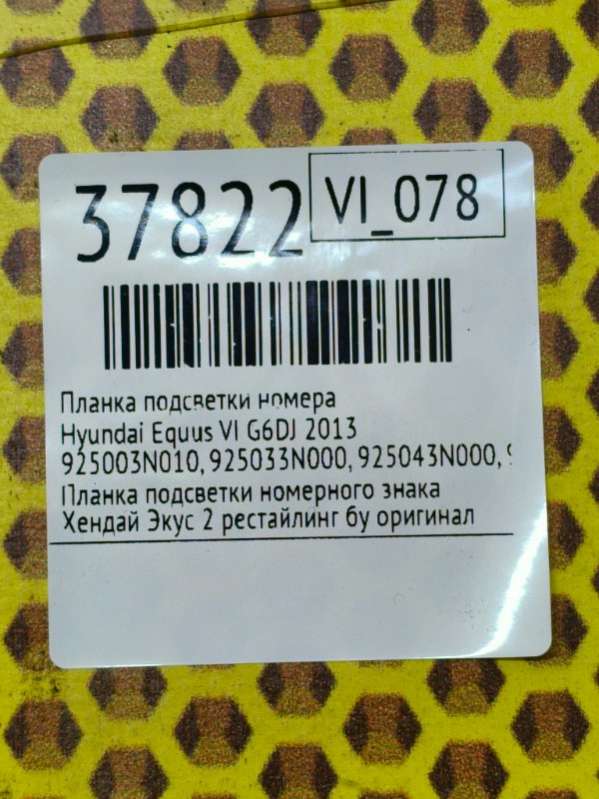 37822
VI_078
Планка подсветки номера
Hyundai Equus VI G6DJ 2013
925003N010, 925033N000, 925043N000, 9
Планка подсветки номерного знака
Хендай Экус 2 рестайлинг бу оригинал